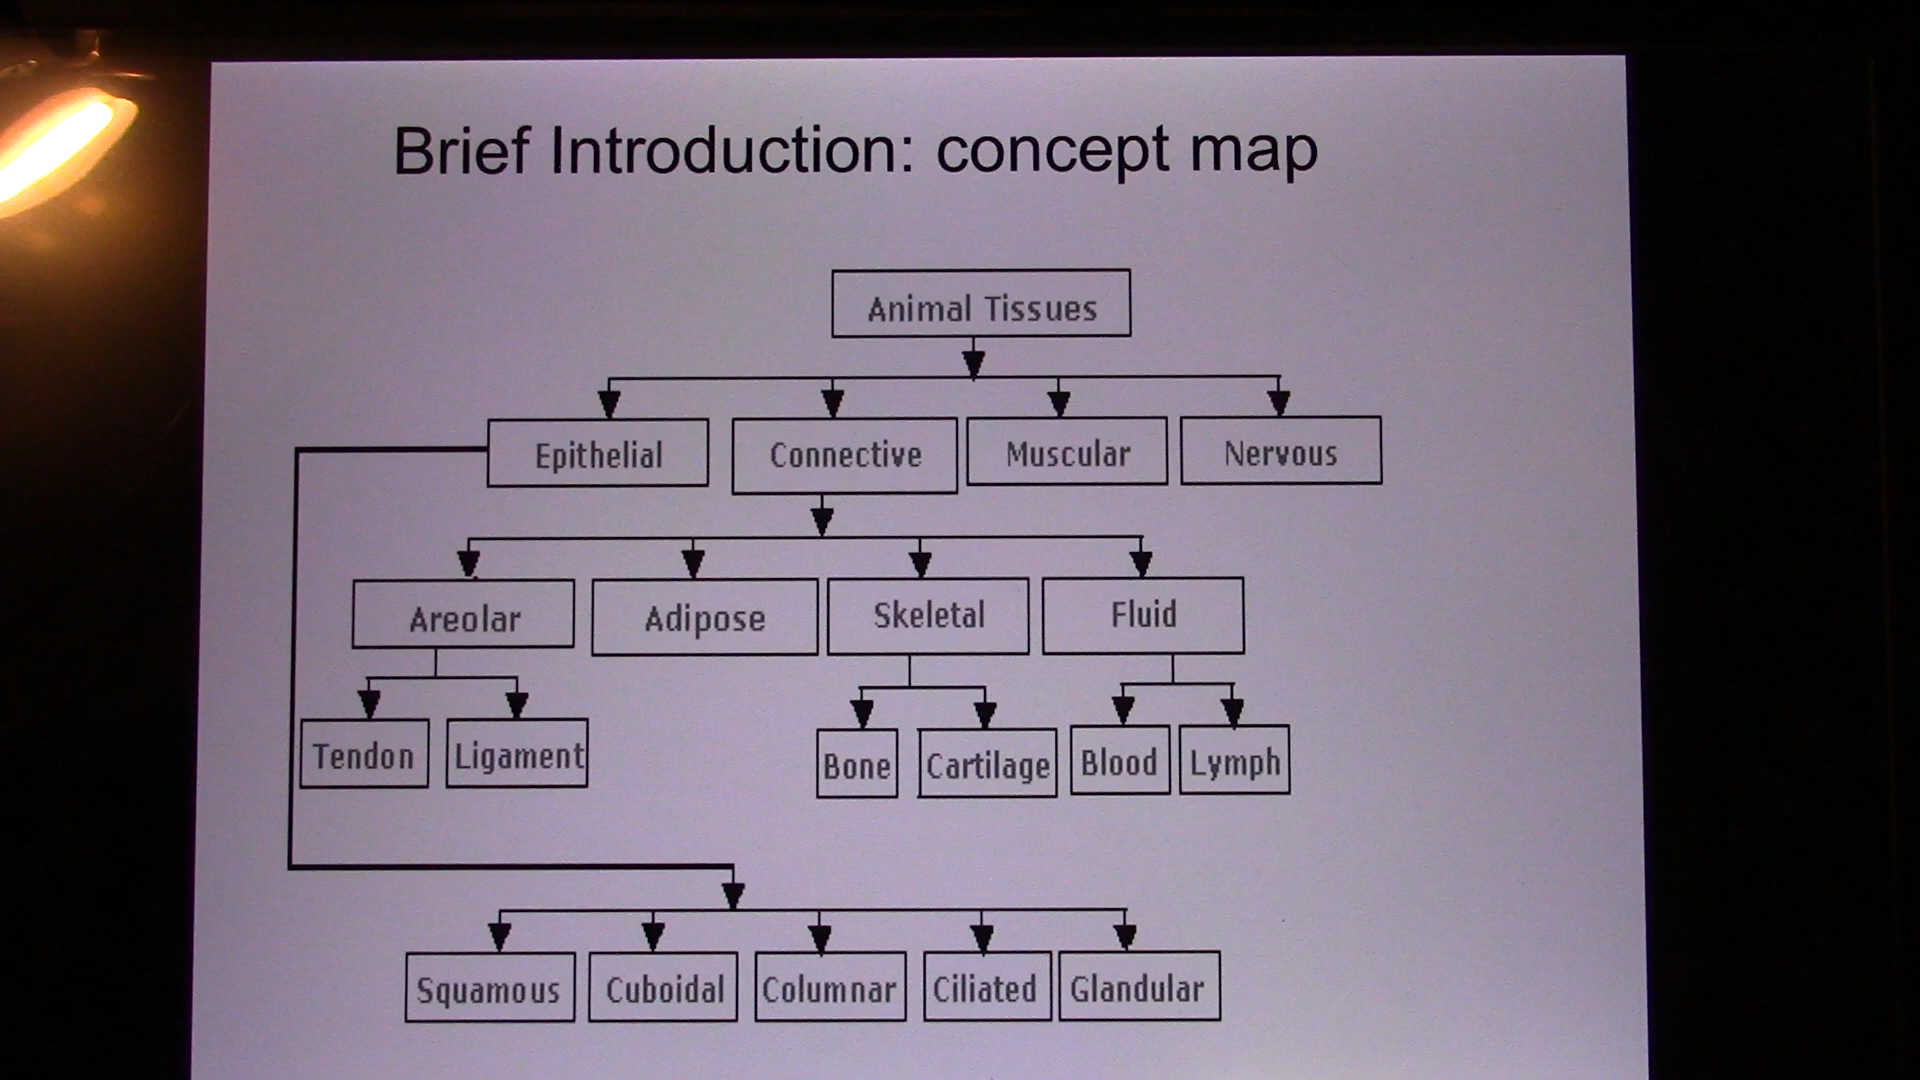 Brief Introduction: concept map
Animal Tissues
Epithelial
Connective
Muscular
Nervous
Areolar
Adipose
Skeletal
Fluid
Tendon
Ligament
Bone
Cartilage
Blood
Lymph
Squamous
Cuboidal
Columnar
Ciliated
Glandular